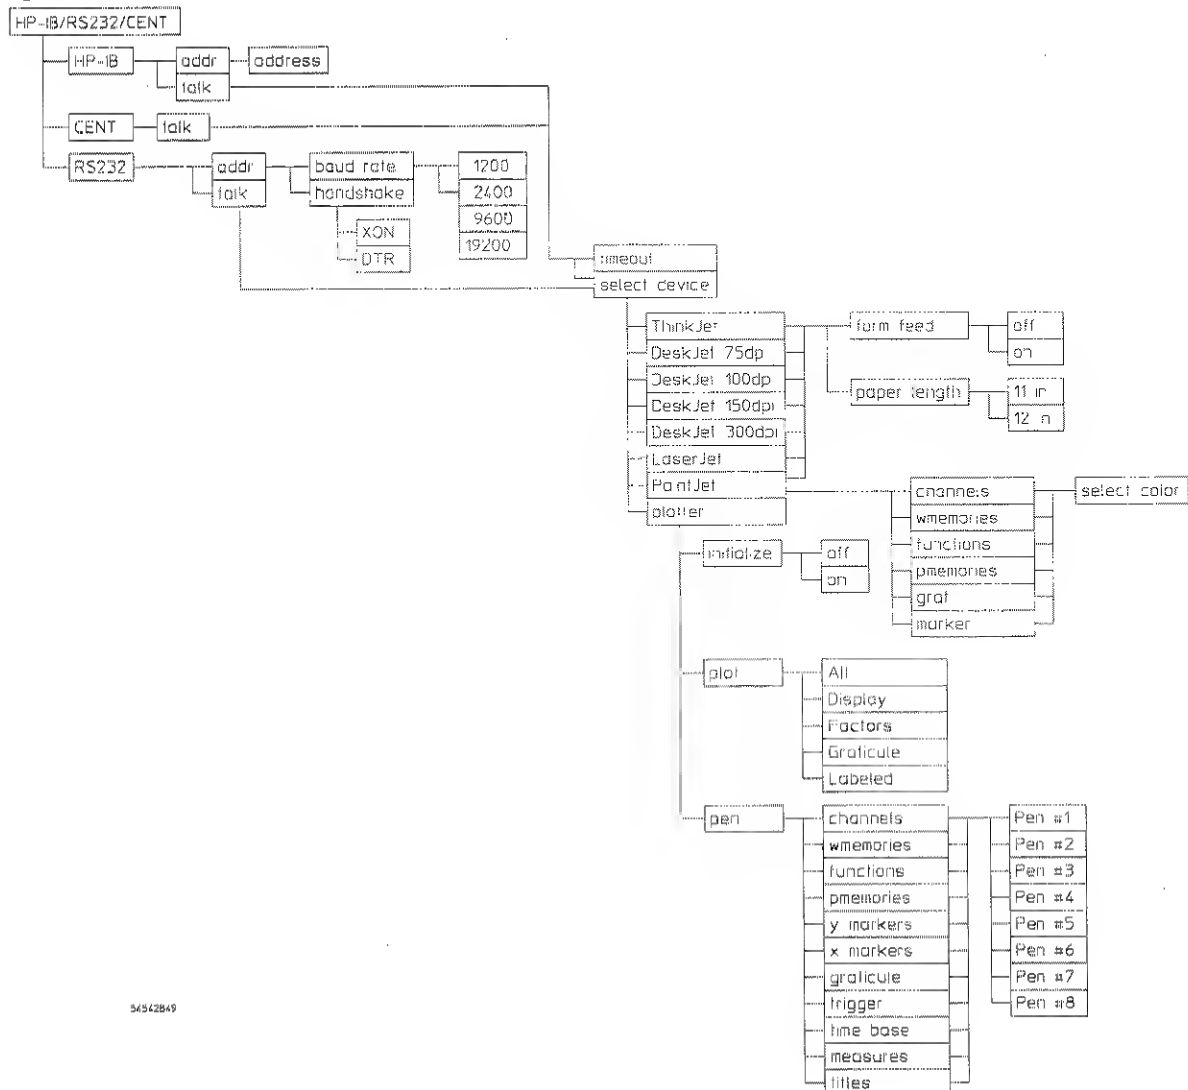 HP-IB/RS232/CENT
HP-IB
addr
address
talk
CENT
talk
RS232
addr
talk
baud rate
handshake
1200
2400
9600
19200
XON
DTR
timeout
select device
ThinkJet
DeskJet 75dp
DeskJet 100dp
DeskJet 150dpi
DeskJet 300dpi
LaserJet
PaintJet
plotter
form feed
off
on
paper length
11 in
12 in
channels
wmemories
functions
pmemories
grat
marker
select color
initialize
off
on
plot
All
Display
Factors
Graticule
Labeled
pen
channels
wmemories
functions
pmemories
y markers
x markers
graticule
trigger
time base
measures
titles
Pen #1
Pen #2
Pen #3
Pen #4
Pen #5
Pen #6
Pen #7
Pen #8
54542B49